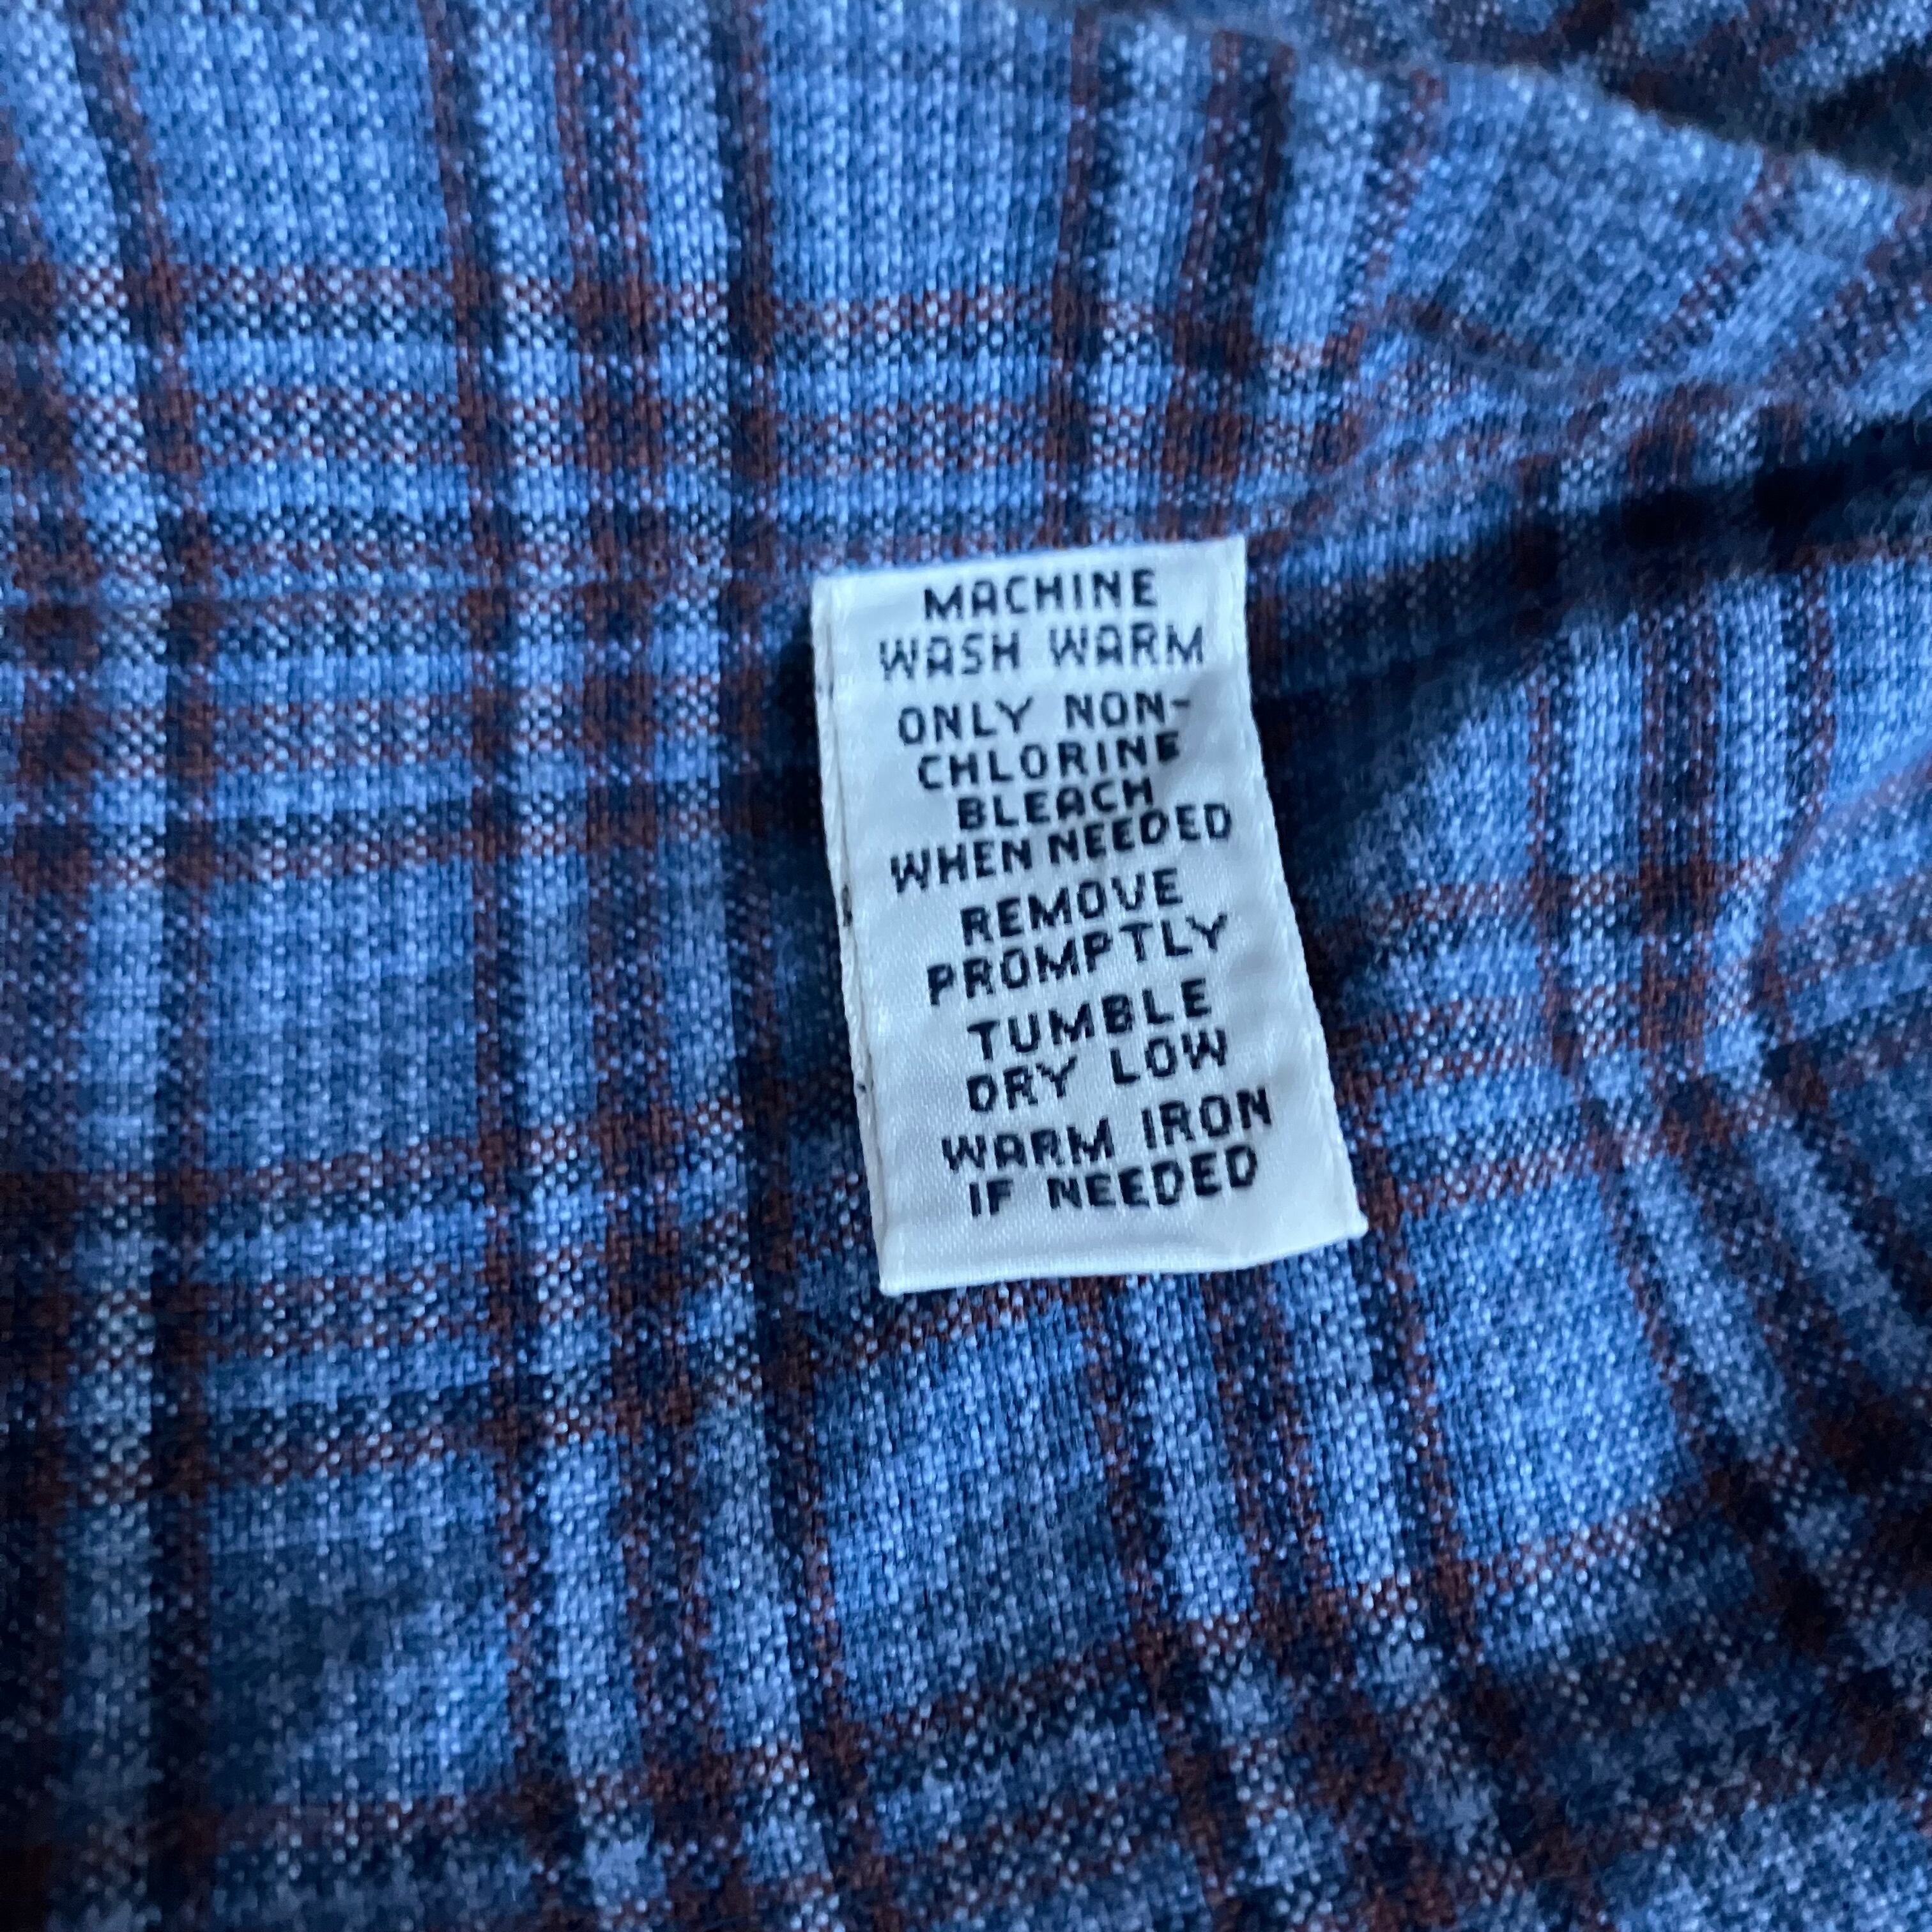 MACHINE
WASH WARM
ONLY NON-
CHLORINE
BLEACH
WHEN NEEDED
REMOVE
PROMPTLY
TUMBLE
DRY LOW
WARM IRON
IF NEEDED